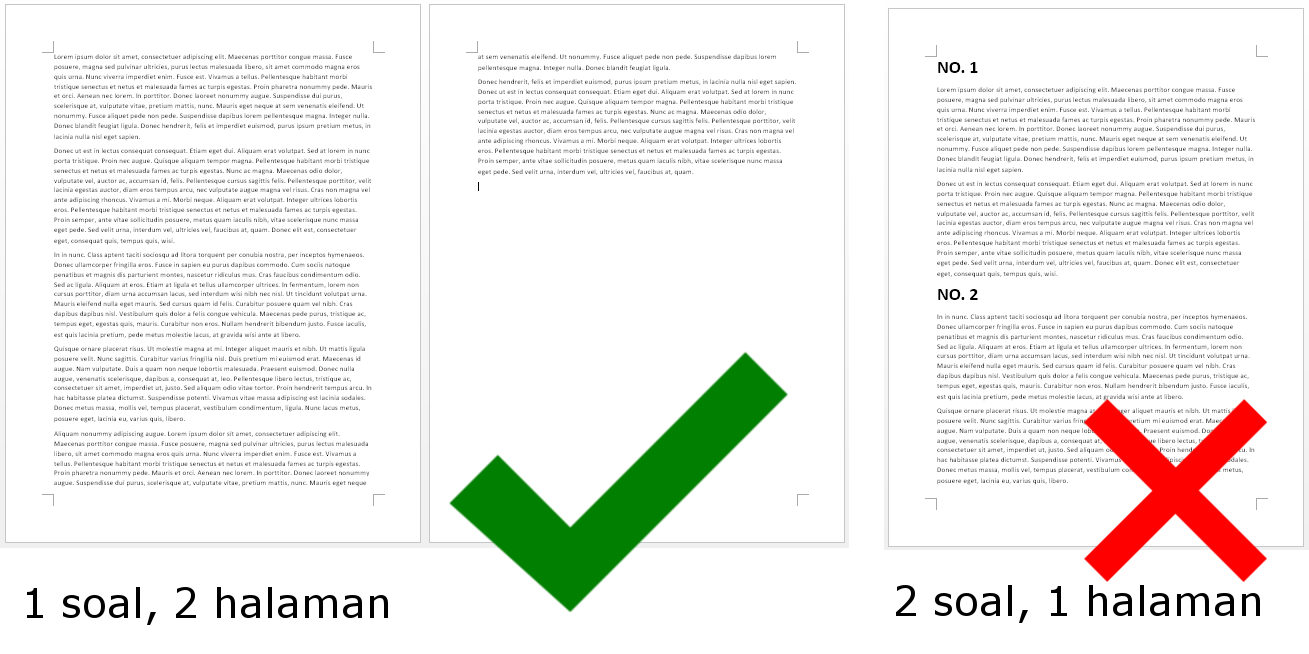 Lorem ipsum dolor sit amet, consectetuer adipiscing elit. Maecenas porttitor congue massa. Fusce
posuere, magna sed pulvinar ultricies, purus lectus malesuada libero, sit amet commodo magna eros
quis urna. Nunc viverra imperdiet enim. Fusce est. Vivamus a tellus. Pellentesque habitant morbi
tristique senectus et netus et malesuada fames ac turpis egestas. Proin pharetra nonummy pede. Mauris
et orci. Aenean nec lorem. In porttitor. Donec laoreet nonummy augue. Suspendisse dui purus,
scelerisque at, vulputate vitae, pretium mattis, nunc. Mauris eget neque at sem venenatis eleifend. Ut
nonummy. Fusce aliquet pede non pede. Suspendisse dapibus lorem pellentesque magna. Integer nulla.
Donec blandit feugiat ligula. Donec hendrerit, felis et imperdiet euismod, purus ipsum pretium metus, in
lacinia nulla nisl eget sapien.
Donec ut est in lectus consequat consequat. Etiam eget dui. Aliquam erat volutpat. Sed at lorem in nunc
porta tristique. Proin nec augue. Quisque aliquam tempor magna. Pellentesque habitant morbi tristique
senectus et netus et malesuada fames ac turpis egestas. Nunc ac magna. Maecenas odio dolor,
vulputate vel, auctor ac, accumsan id, felis. Pellentesque cursus sagittis felis. Pellentesque porttitor, velit
lacinia egestas auctor, diam eros tempus arcu, nec vulputate augue magna vel risus. Cras non magna vel
ante adipiscing rhoncus. Vivamus a mi. Morbi neque. Aliquam erat volutpat. Integer ultrices lobortis
eros. Pellentesque habitant morbi tristique senectus et netus et malesuada fames ac turpis egestas.
Proin semper, ante vitae sollicitudin posuere, metus quam iaculis nibh, vitae scelerisque nunc massa
eget pede. Sed velit urna, interdum vel, ultricies vel, faucibus at, quam. Donec elit est, consectetuer
eget, consequat quis, tempus quis, wisi.
In in nunc. Class aptent taciti sociosqu ad litora torquent per conubia nostra, per inceptos hymenaeos.
Donec ullamcorper fringilla eros. Fusce in sapien eu purus dapibus commodo. Cum sociis natoque
penatibus et magnis dis parturient montes, nascetur ridiculus mus. Cras faucibus condimentum odio.
Sed ac ligula. Aliquam at eros. Etiam at ligula et tellus ullamcorper ultrices. In fermentum, lorem non
cursus porttitor, diam urna accumsan lacus, sed interdum wisi nibh nec nisl. Ut tincidunt volutpat urna.
Mauris eleifend nulla eget mauris. Sed cursus quam id felis. Curabitur posuere quam vel nibh. Cras
dapibus dapibus nisl. Vestibulum quis dolor a felis congue vehicula. Maecenas pede purus, tristique ac,
tempus eget, egestas quis, mauris. Curabitur non eros. Nullam hendrerit bibendum justo. Fusce iaculis,
est quis lacinia pretium, pede metus molestie lacus, at gravida wisi ante at libero.
Quisque ornare placerat risus. Ut molestie magna at mi. Integer aliquet mauris et nibh. Ut mattis ligula
posuere velit. Nunc sagittis. Curabitur varius fringilla nisl. Duis pretium mi euismod erat. Maecenas id
augue. Nam vulputate. Duis a quam non neque lobortis malesuada. Praesent euismod. Donec nulla
augue, venenatis scelerisque, dapibus a, consequat at, leo. Pellentesque libero lectus, tristique ac,
consectetuer sit amet, imperdiet ut, justo. Sed aliquam odio vitae tortor. Proin hendrerit tempus arcu. In
hac habitasse platea dictumst. Suspendisse potenti. Vivamus vitae massa adipiscing est lacinia sodales.
Donec metus massa, mollis vel, tempus placerat, vestibulum condimentum, ligula. Nunc lacus metus,
posuere eget, lacinia eu, varius quis, libero.
Aliquam nonummy adipiscing augue. Lorem ipsum dolor sit amet, consectetuer adipiscing elit.
Maecenas porttitor congue massa. Fusce posuere, magna sed pulvinar ultricies, purus lectus malesuada
libero, sit amet commodo magna eros quis urna. Nunc viverra imperdiet enim. Fusce est. Vivamus a
tellus. Pellentesque habitant morbi tristique senectus et netus et malesuada fames ac turpis egestas.
Proin pharetra nonummy pede. Mauris et orci. Aenean nec lorem. In porttitor. Donec laoreet nonummy
augue. Suspendisse dui purus, scelerisque at, vulputate vitae, pretium mattis, nunc. Mauris eget neque
at sem venenatis eleifend. Ut nonummy. Fusce aliquet pede non pede. Suspendisse dapibus lorem
pellentesque magna. Integer nulla. Donec blandit feugiat ligula.
Donec hendrerit, felis et imperdiet euismod, purus ipsum pretium metus, in lacinia nulla nisl eget sapien.
Donec ut est in lectus consequat consequat. Etiam eget dui. Aliquam erat volutpat. Sed at lorem in nunc
porta tristique. Proin nec augue. Quisque aliquam tempor magna. Pellentesque habitant morbi tristique
senectus et netus et malesuada fames ac turpis egestas. Nunc ac magna. Maecenas odio dolor,
vulputate vel, auctor ac, accumsan id, felis. Pellentesque cursus sagittis felis. Pellentesque porttitor, velit
lacinia egestas auctor, diam eros tempus arcu, nec vulputate augue magna vel risus. Cras non magna vel
ante adipiscing rhoncus. Vivamus a mi. Morbi neque. Aliquam erat volutpat. Integer ultrices lobortis
eros. Pellentesque habitant morbi tristique senectus et netus et malesuada fames ac turpis egestas.
Proin semper, ante vitae sollicitudin posuere, metus quam iaculis nibh, vitae scelerisque nunc massa
eget pede. Sed velit urna, interdum vel, ultricies vel, faucibus at, quam.
1 soal, 2 halaman
NO. 1
Lorem ipsum dolor sit amet, consectetuer adipiscing elit. Maecenas porttitor congue massa. Fusce
posuere, magna sed pulvinar ultricies, purus lectus malesuada libero, sit amet commodo magna eros
quis urna. Nunc viverra imperdiet enim. Fusce est. Vivamus a tellus. Pellentesque habitant morbi
tristique senectus et netus et malesuada fames ac turpis egestas. Proin pharetra nonummy pede. Mauris
et orci. Aenean nec lorem. In porttitor. Donec laoreet nonummy augue. Suspendisse dui purus,
scelerisque at, vulputate vitae, pretium mattis, nunc. Mauris eget neque at sem venenatis eleifend. Ut
nonummy. Fusce aliquet pede non pede. Suspendisse dapibus lorem pellentesque magna. Integer nulla.
Donec blandit feugiat ligula. Donec hendrerit, felis et imperdiet euismod, purus ipsum pretium metus, in
lacinia nulla nisl eget sapien.
Donec ut est in lectus consequat consequat. Etiam eget dui. Aliquam erat volutpat. Sed at lorem in nunc
porta tristique. Proin nec augue. Quisque aliquam tempor magna. Pellentesque habitant morbi tristique
senectus et netus et malesuada fames ac turpis egestas. Nunc ac magna. Maecenas odio dolor,
vulputate vel, auctor ac, accumsan id, felis. Pellentesque cursus sagittis felis. Pellentesque porttitor, velit
lacinia egestas auctor, diam eros tempus arcu, nec vulputate augue magna vel risus. Cras non magna vel
ante adipiscing rhoncus. Vivamus a mi. Morbi neque. Aliquam erat volutpat. Integer ultrices lobortis
eros. Pellentesque habitant morbi tristique senectus et netus et malesuada fames ac turpis egestas.
Proin semper, ante vitae sollicitudin posuere, metus quam iaculis nibh, vitae scelerisque nunc massa
eget pede. Sed velit urna, interdum vel, ultricies vel, faucibus at, quam. Donec elit est, consectetuer
eget, consequat quis, tempus quis, wisi.
NO. 2
In in nunc. Class aptent taciti sociosqu ad litora torquent per conubia nostra, per inceptos hymenaeos.
Donec ullamcorper fringilla eros. Fusce in sapien eu purus dapibus commodo. Cum sociis natoque
penatibus et magnis dis parturient montes, nascetur ridiculus mus. Cras faucibus condimentum odio.
Sed ac ligula. Aliquam at eros. Etiam at ligula et tellus ullamcorper ultrices. In fermentum, lorem non
cursus porttitor, diam urna accumsan lacus, sed interdum wisi nibh nec nisl. Ut tincidunt volutpat urna.
Mauris eleifend nulla eget mauris. Sed cursus quam id felis. Curabitur posuere quam vel nibh. Cras
dapibus dapibus nisl. Vestibulum quis dolor a felis congue vehicula. Maecenas pede purus, tristique ac,
tempus eget, egestas quis, mauris. Curabitur non eros. Nullam hendrerit bibendum justo. Fusce iaculis,
est quis lacinia pretium, pede metus molestie lacus, at gravida wisi ante at libero.
Quisque ornare placerat risus. Ut molestie magna at aliquet mauris et nibh. Ut mattis
posuere velit. Nunc sagittis. Curabitur varius
augue. Nam vulputate. Duis a quam non neque Praesent euismod.
augue, venenatis scelerisque, dapibus a, consequat at, libero lectus,
consectetuer sit amet, imperdiet ut, justo. Sed aliquam Proin tempus arcu. In
hac habitasse platea dictumst. Suspendisse potenti. sodales.
Donec metus massa, mollis vel, tempus placerat, vestibulum metus,
posuere eget, lacinia eu, varius quis, libero.
2 soal, 1 halaman